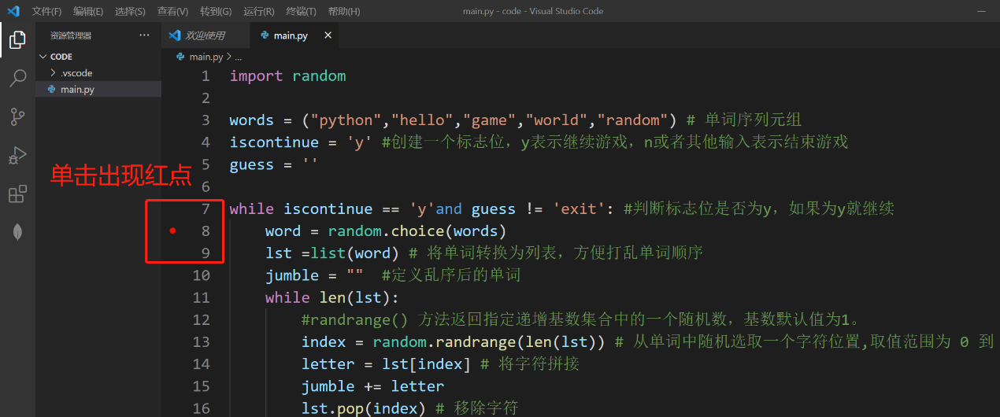 文件(F) 编辑(E) 选择(S) 查看(V) 转到(G) 运行(R) 终端(T) 帮助(H) main.py - code - Visual Studio Code
资源管理器 ...
欢迎使用 main.py
CODE
.vscode
main.py
main.py > ...
单击出现红点
1 import random
2
3 words = ("python","hello","game","world","random") # 单词序列元组
4 iscontinue = 'y' #创建一个标志位，y表示继续游戏，n或者其他输入表示结束游戏
5 guess = ''
6
7 while iscontinue == 'y'and guess != 'exit': #判断标志位是否为y，如果为y就继续
8 word = random.choice(words)
9 lst =list(word) # 将单词转换为列表，方便打乱单词顺序
10 jumble = "" #定义乱序后的单词
11 while len(lst):
12 #randrange() 方法返回指定递增基数集合中的一个随机数，基数默认值为1。
13 index = random.randrange(len(lst)) # 从单词中随机选取一个字符位置,取值范围为 0 到
14 letter = lst[index] # 将字符拼接
15 jumble += letter
16 lst.pop(index) # 移除字符